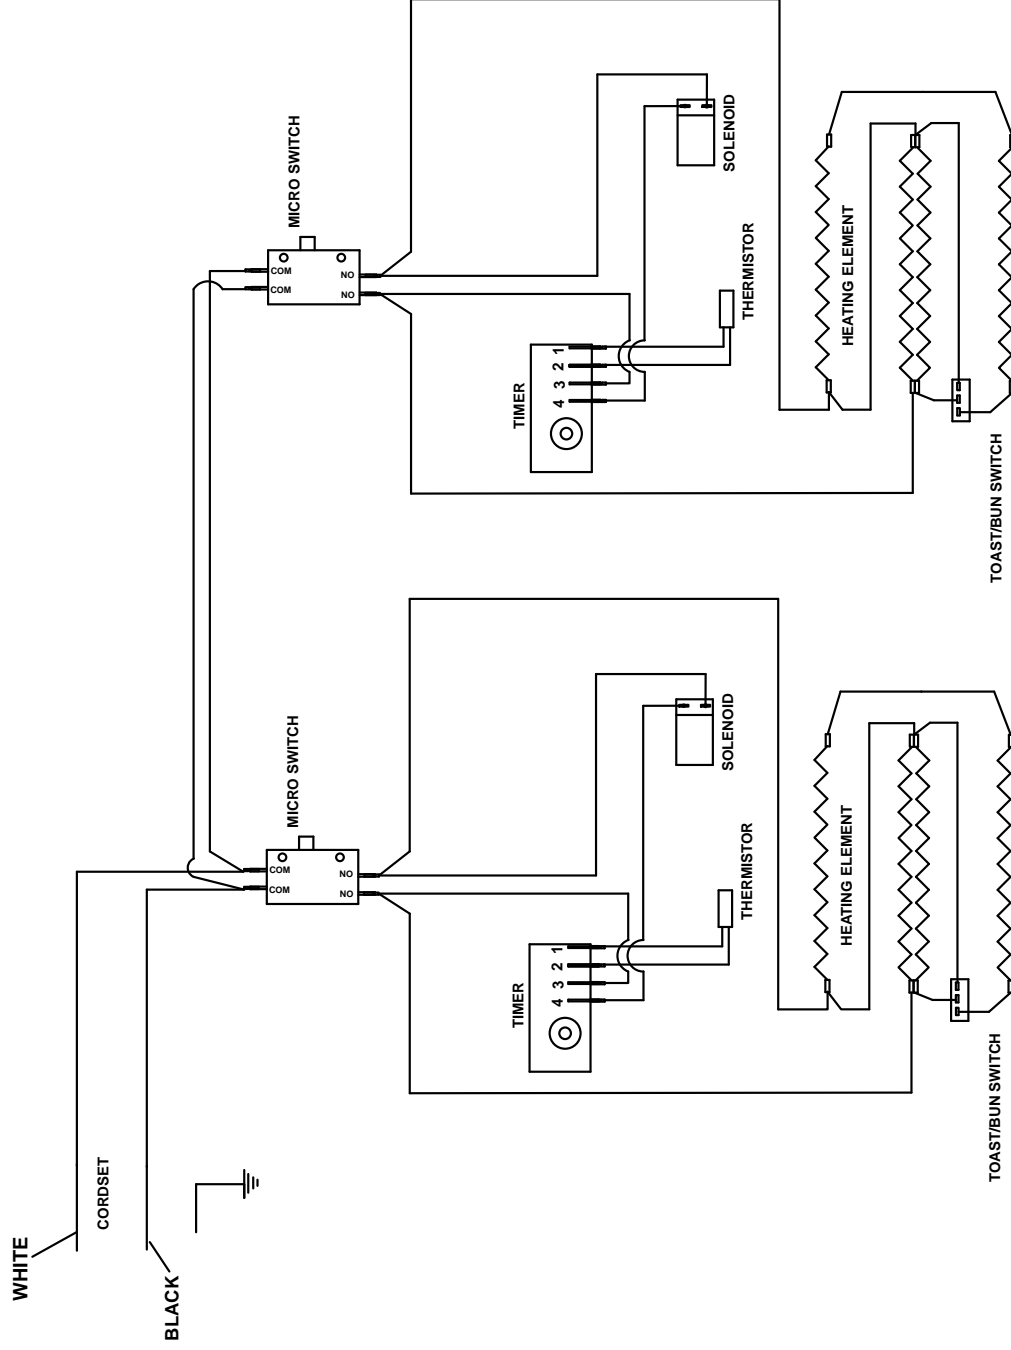 WHITE
CORDSET
BLACK
MICRO SWITCH
COM
COM
NO
NO
TIMER
4 3 2 1
SOLENOID
THERMISTOR
HEATING ELEMENT
TOAST/BUN SWITCH
MICRO SWITCH
COM
COM
NO
NO
TIMER
4 3 2 1
SOLENOID
THERMISTOR
HEATING ELEMENT
TOAST/BUN SWITCH